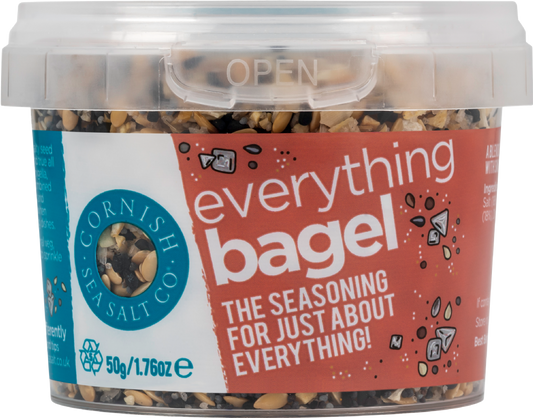 OPEN
everything
bagel
THE SEASONING
FOR JUST ABOUT
EVERYTHING!
CORNISH
SEA SALT CO
50g/1.76oz e